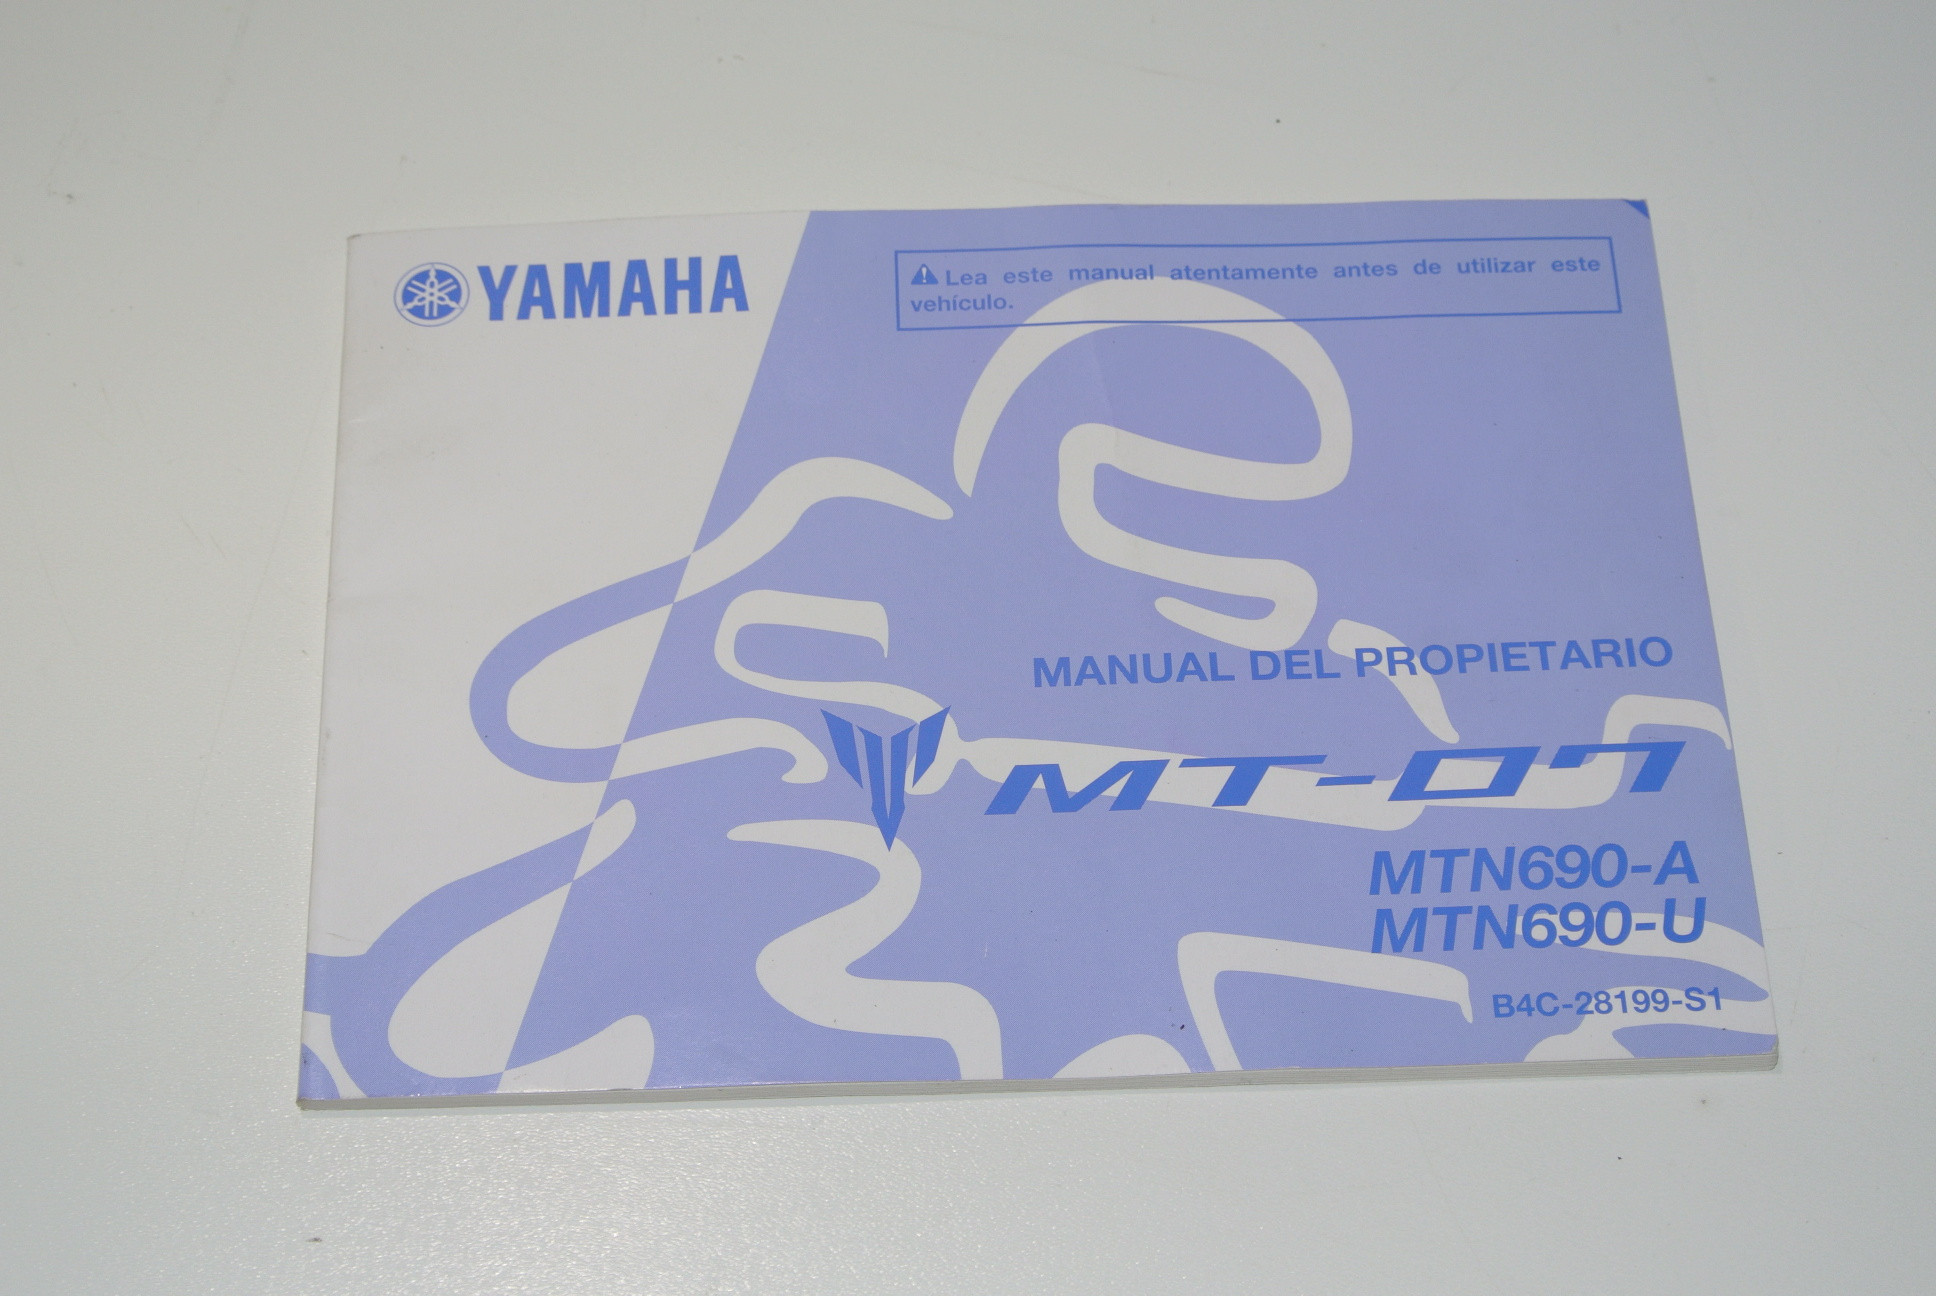 YAMAHA
Lea este manual atentamente antes de utilizar este
vehículo.
MANUAL DEL PROPIETARIO
MT-07
MTN690-A
MTN690-U
B4C-28199-S1